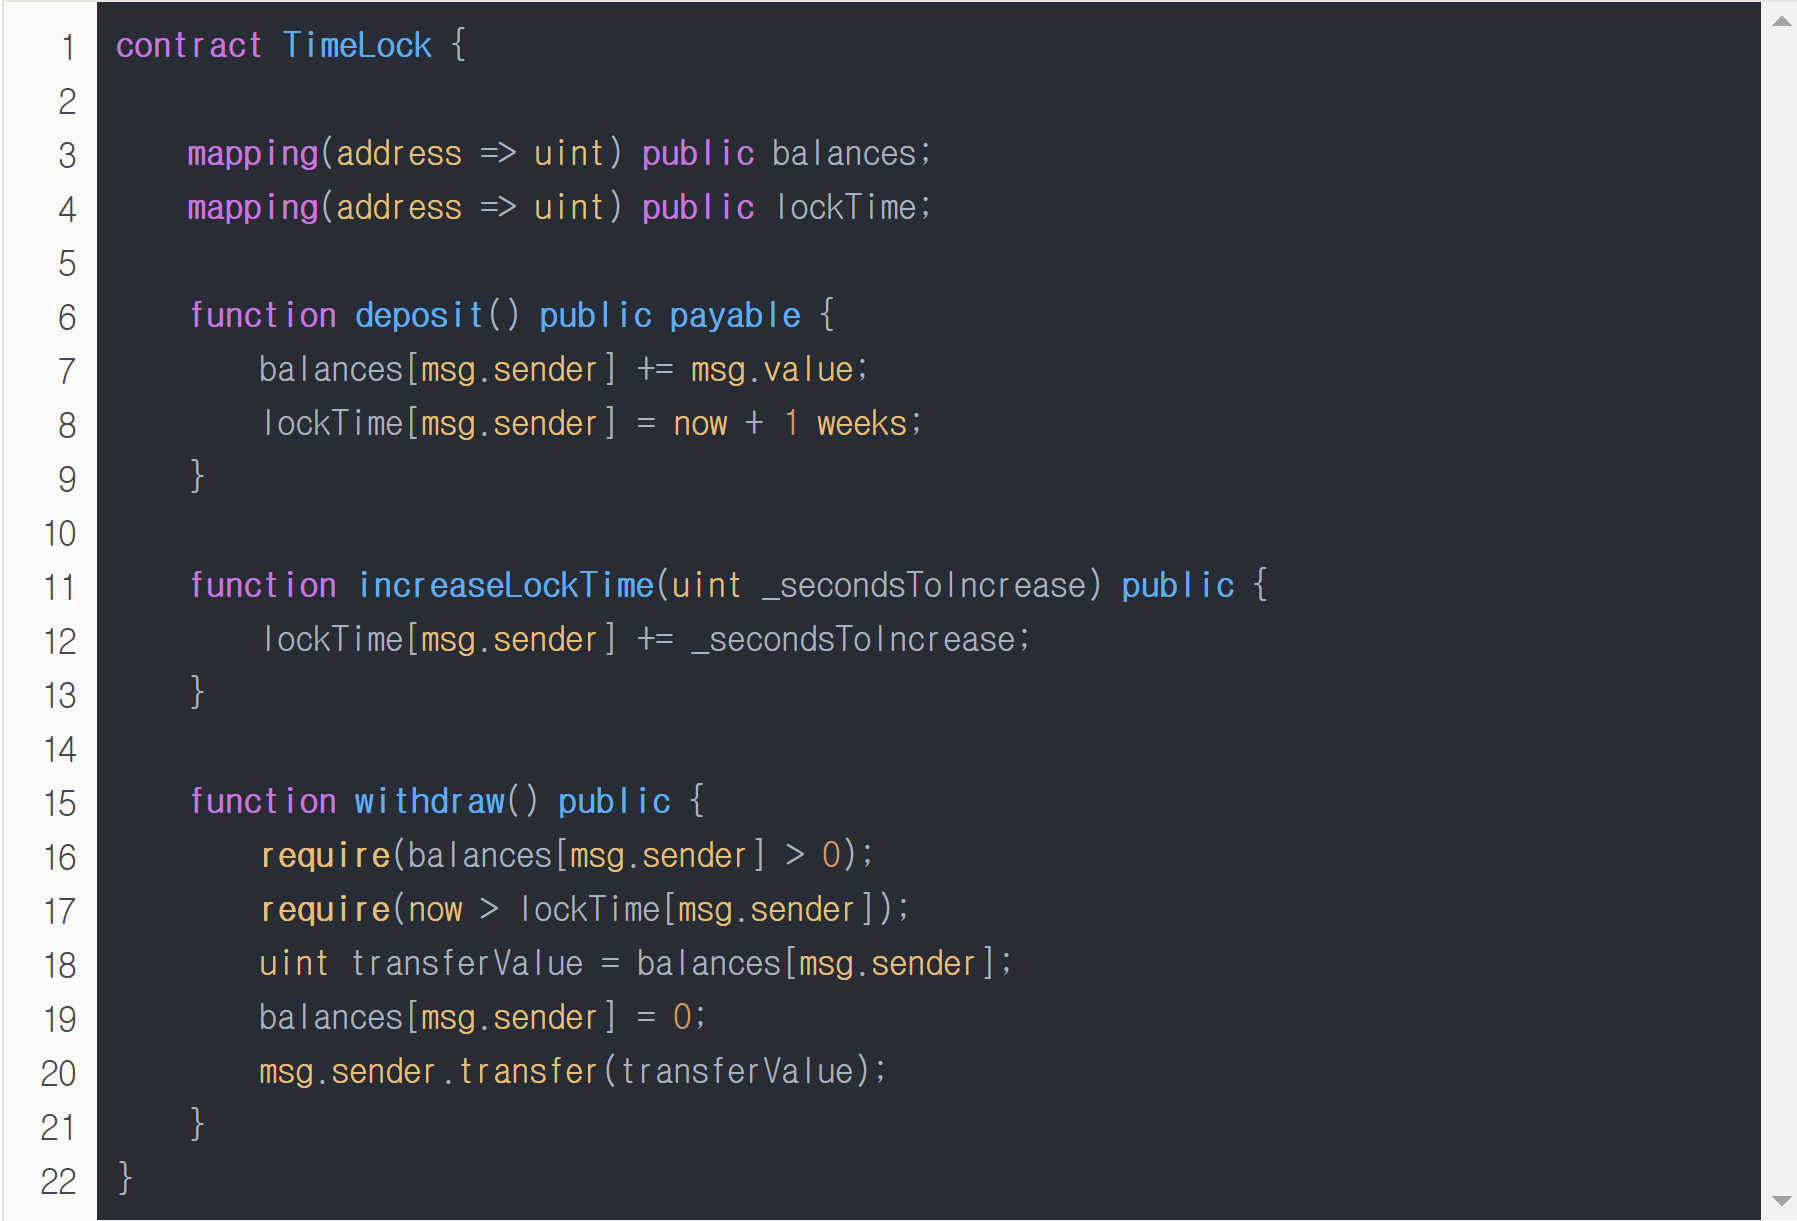 1 contract TimeLock {
2
3     mapping(address => uint) public balances;
4     mapping(address => uint) public lockTime;
5
6     function deposit() public payable {
7         balances[msg.sender] += msg.value;
8         lockTime[msg.sender] = now + 1 weeks;
9     }
10
11     function increaseLockTime(uint _secondsToIncrease) public {
12         lockTime[msg.sender] += _secondsToIncrease;
13     }
14
15     function withdraw() public {
16         require(balances[msg.sender] > 0);
17         require(now > lockTime[msg.sender]);
18         uint transferValue = balances[msg.sender];
19         balances[msg.sender] = 0;
20         msg.sender.transfer(transferValue);
21     }
22 }